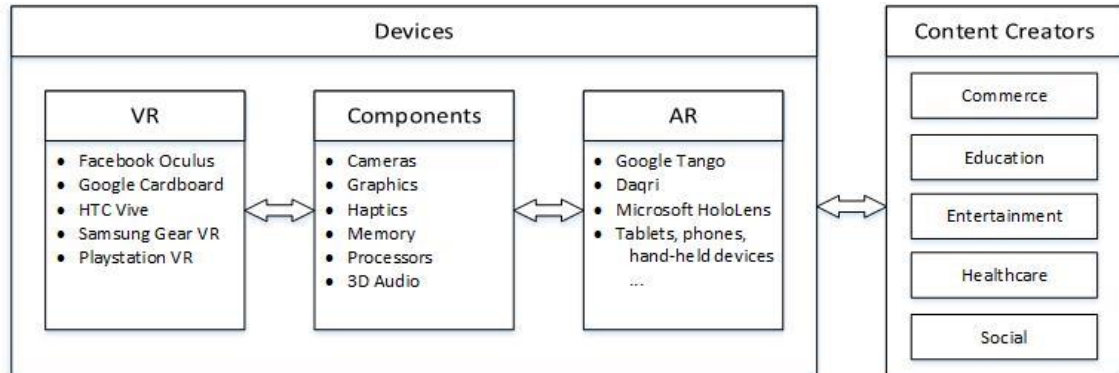 Devices
VR
• Facebook Oculus
• Google Cardboard
• HTC Vive
• Samsung Gear VR
• Playstation VR
Components
• Cameras
• Graphics
• Haptics
• Memory
• Processors
• 3D Audio
AR
• Google Tango
• Daqri
• Microsoft HoloLens
• Tablets, phones,
hand-held devices
...
Content Creators
Commerce
Education
Entertainment
Healthcare
Social